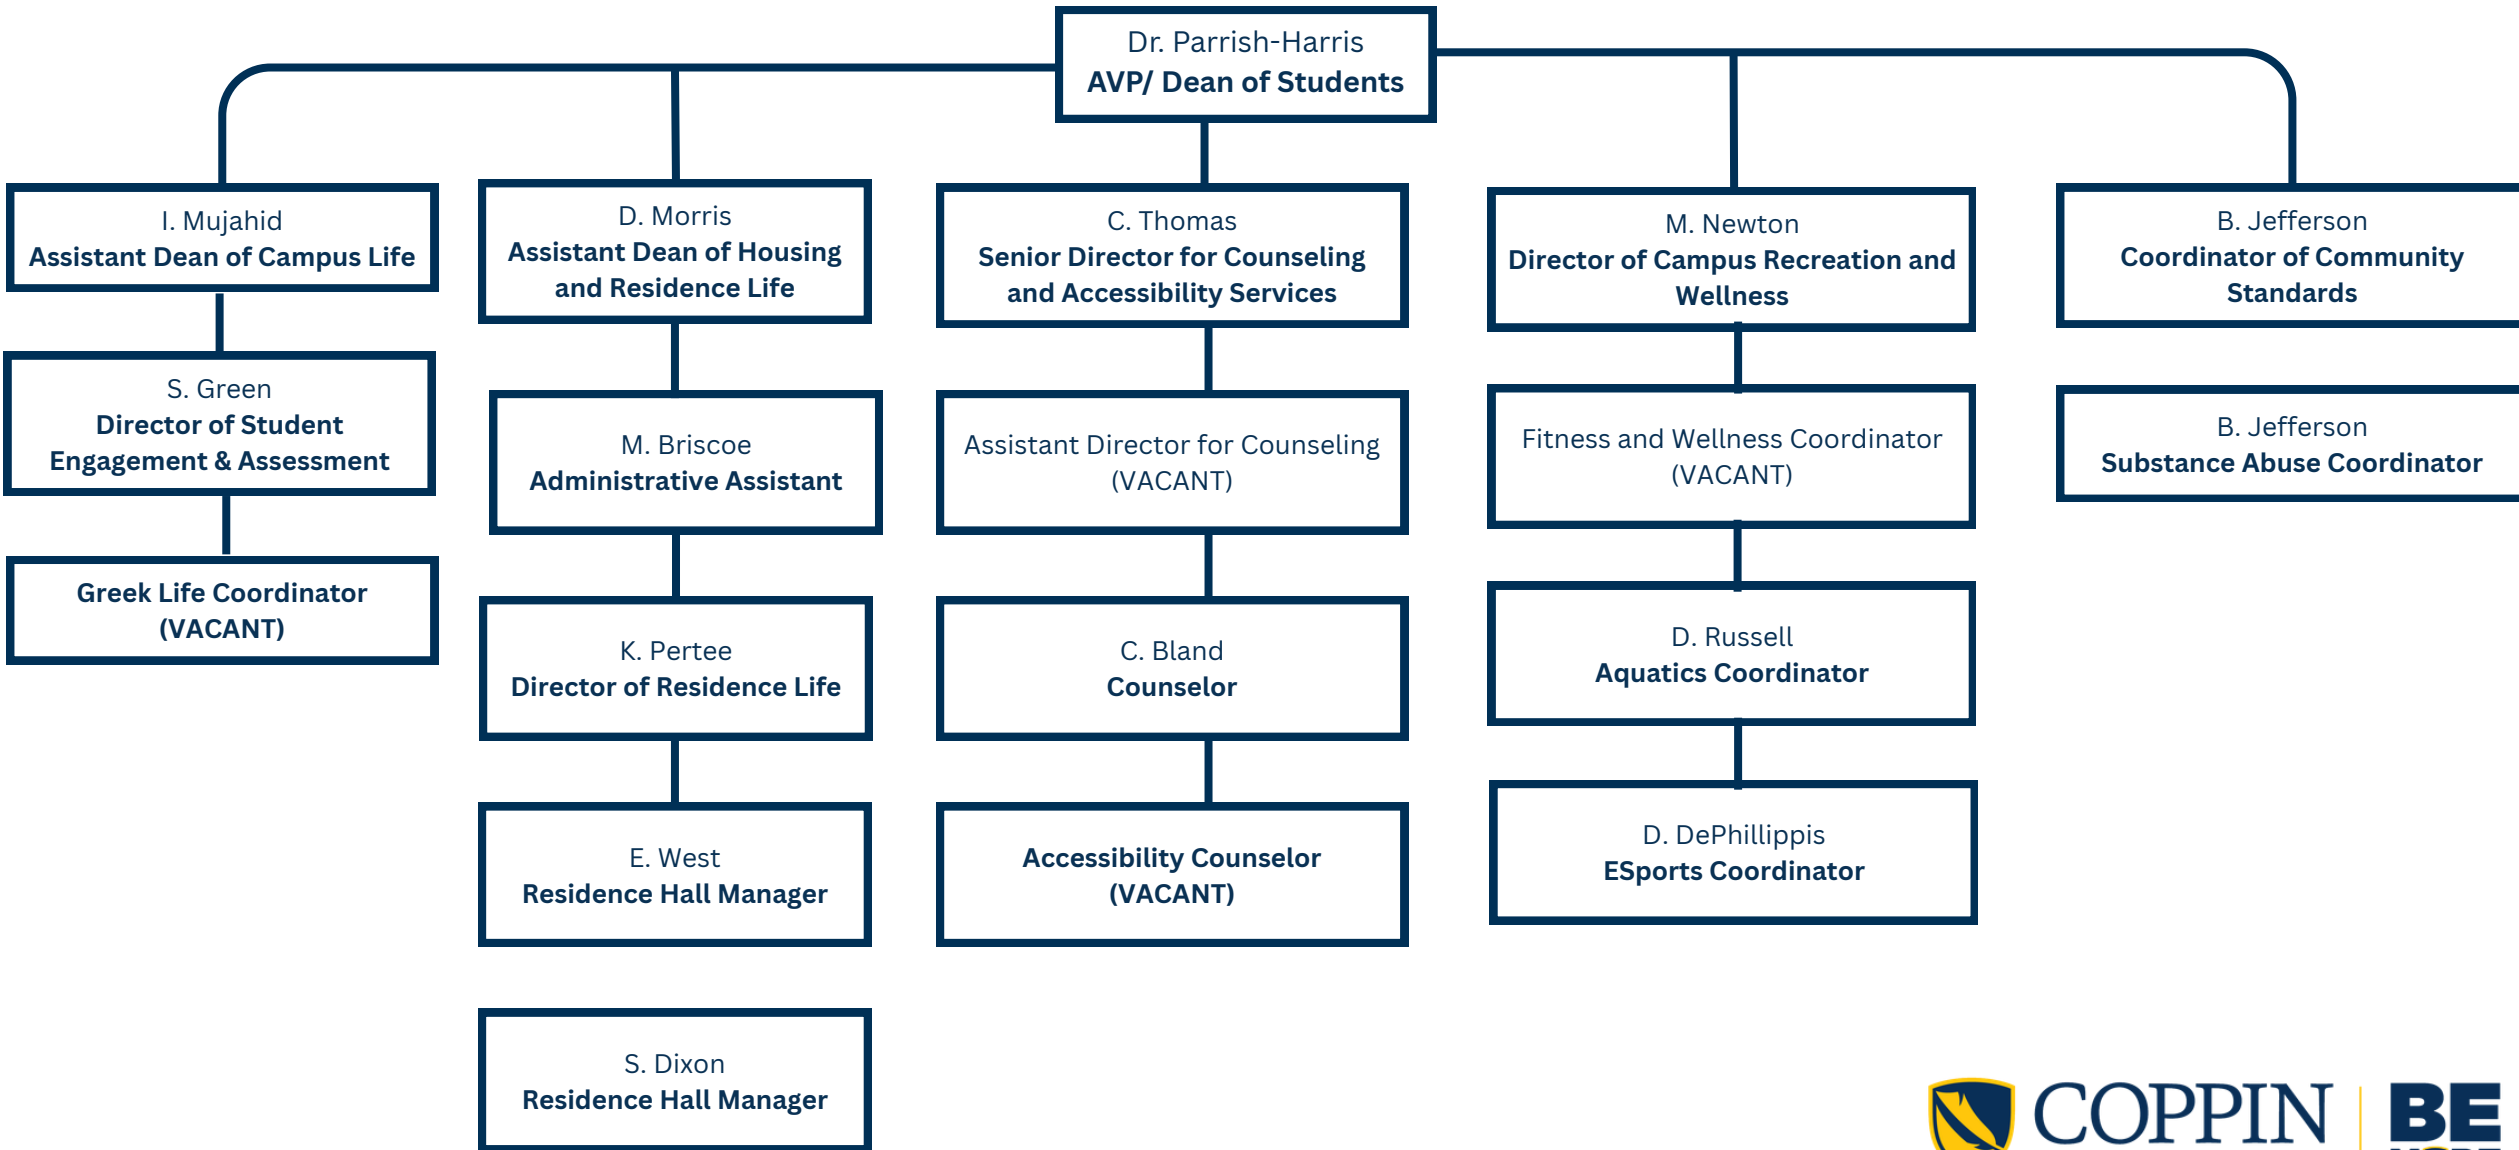 Dr. Parrish-Harris
AVP/ Dean of Students
I. Mujahid
Assistant Dean of Campus Life
S. Green
Director of Student
Engagement & Assessment
Greek Life Coordinator
(VACANT)
D. Morris
Assistant Dean of Housing
and Residence Life
M. Briscoe
Administrative Assistant
K. Pertee
Director of Residence Life
E. West
Residence Hall Manager
S. Dixon
Residence Hall Manager
C. Thomas
Senior Director for Counseling
and Accessibility Services
Assistant Director for Counseling
(VACANT)
C. Bland
Counselor
Accessibility Counselor
(VACANT)
M. Newton
Director of Campus Recreation and
Wellness
Fitness and Wellness Coordinator
(VACANT)
D. Russell
Aquatics Coordinator
D. DePhillippis
ESports Coordinator
B. Jefferson
Coordinator of Community
Standards
B. Jefferson
Substance Abuse Coordinator
COPPIN
BE